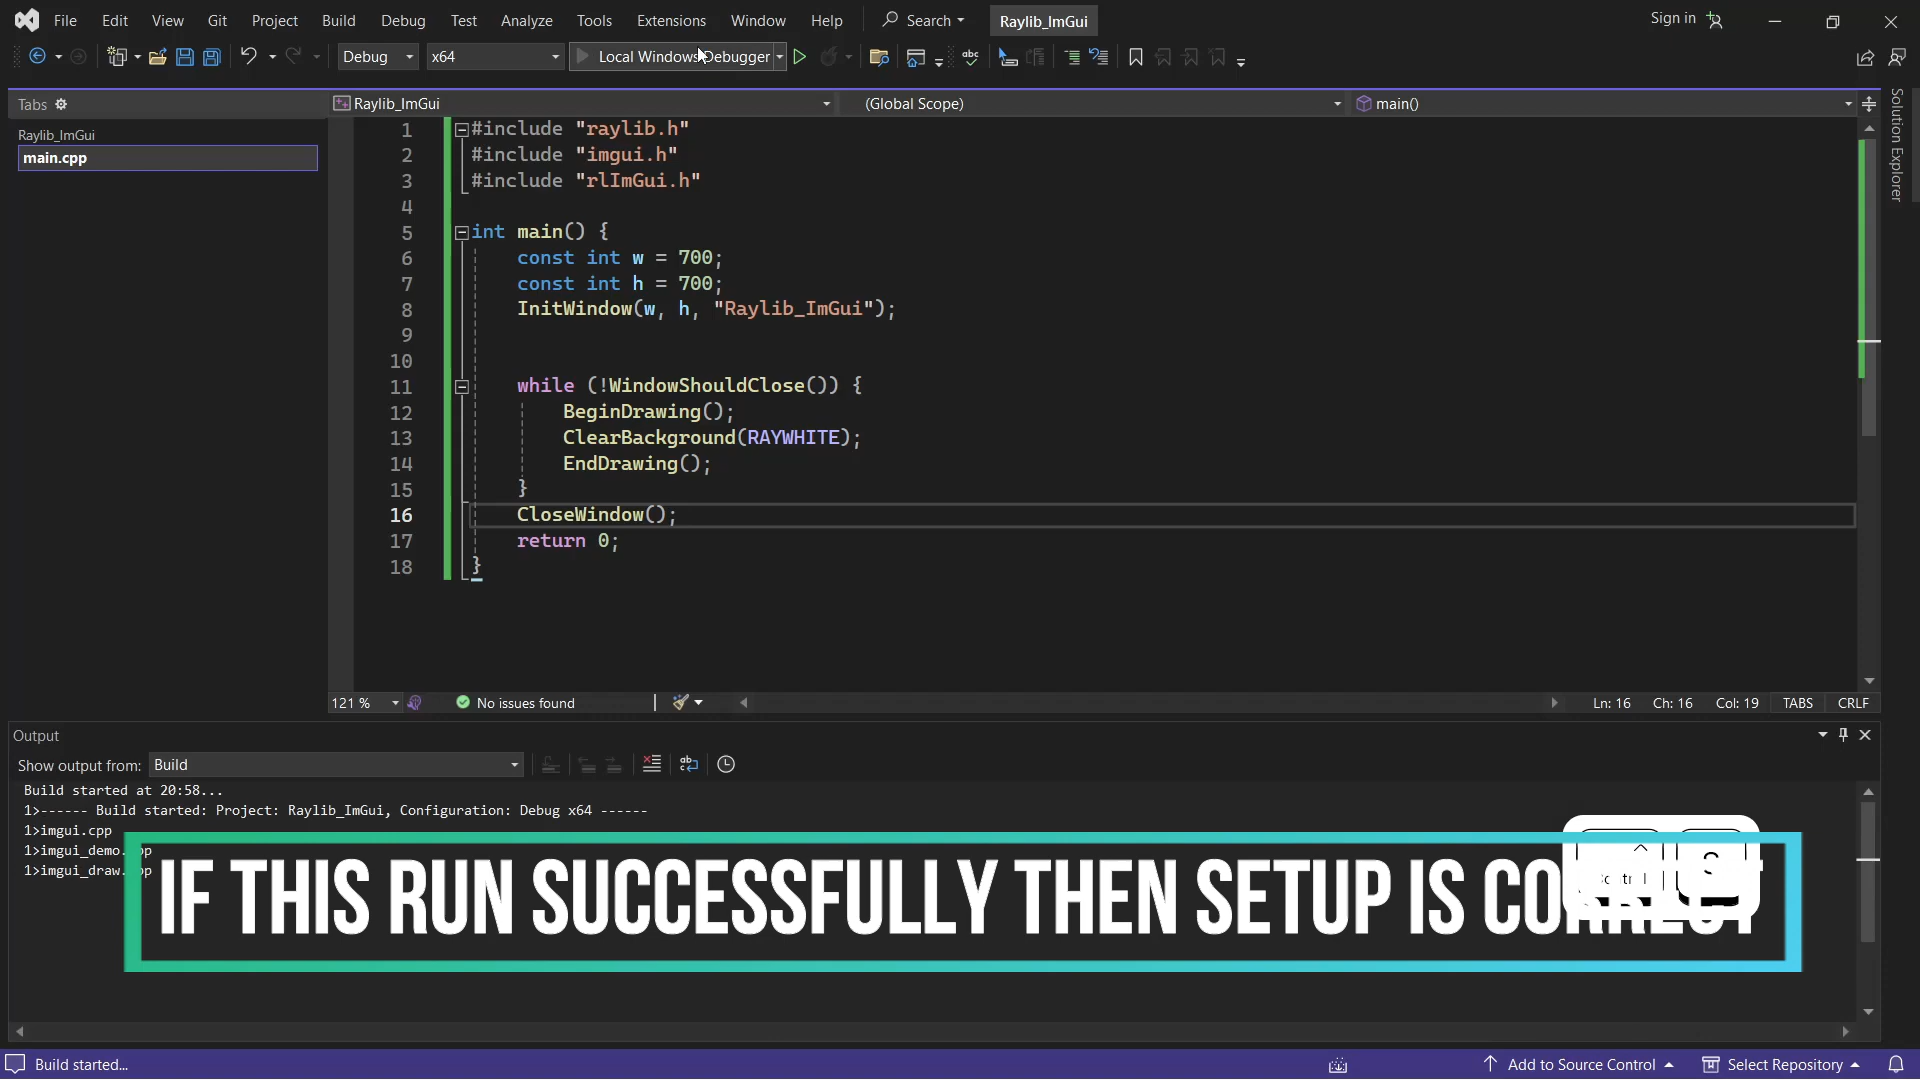 File Edit View Git Project Build Debug Test Analyze Tools Extensions Window Help Search Raylib_ImGui Sign in
Debug x64 Local Windows Debugger
Tabs
Raylib_ImGui
main.cpp
Raylib_ImGui (Global Scope) main()
Solution Explorer
1 #include "raylib.h"
2 #include "imgui.h"
3 #include "rlImGui.h"
4
5 int main() {
6 const int w = 700;
7 const int h = 700;
8 InitWindow(w, h, "Raylib_ImGui");
9
10
11 while (!WindowShouldClose()) {
12 BeginDrawing();
13 ClearBackground(RAYWHITE);
14 EndDrawing();
15 }
16 CloseWindow();
17 return 0;
18 }
121 % No issues found Ln: 16 Ch: 16 Col: 19 TABS CRLF
Output
Show output from: Build
Build started at 20:58...
1>------ Build started: Project: Raylib_ImGui, Configuration: Debug x64 ------
1>imgui.cpp
1>imgui_demo.cpp
1>imgui_draw.cpp
IF THIS RUN SUCCESSFULLY THEN SETUP IS CORRECT
Build started... Add to Source Control Select Repository